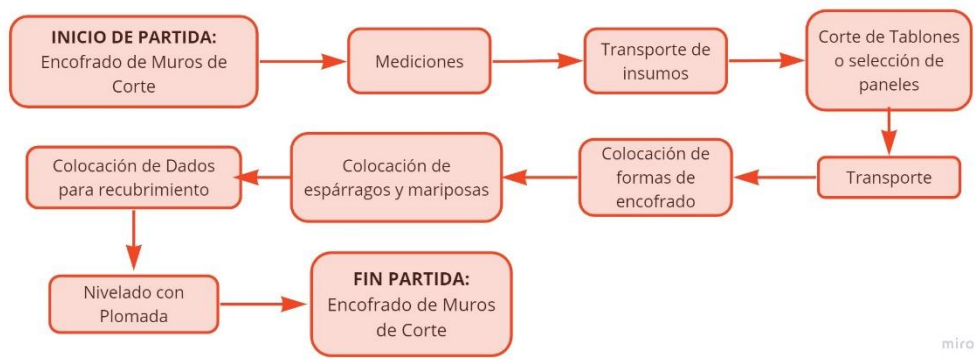 INICIO DE PARTIDA:
Encofrado de Muros de
Corte
Mediciones
Transporte de
insumos
Corte de Tablones
o selección de
paneles
Transporte
Colocación de
formas de
encofrado
Colocación de
espárragos y mariposas
Colocación de Dados
para recubrimiento
Nivelado con
Plomada
FIN PARTIDA:
Encofrado de Muros
de Corte
miro